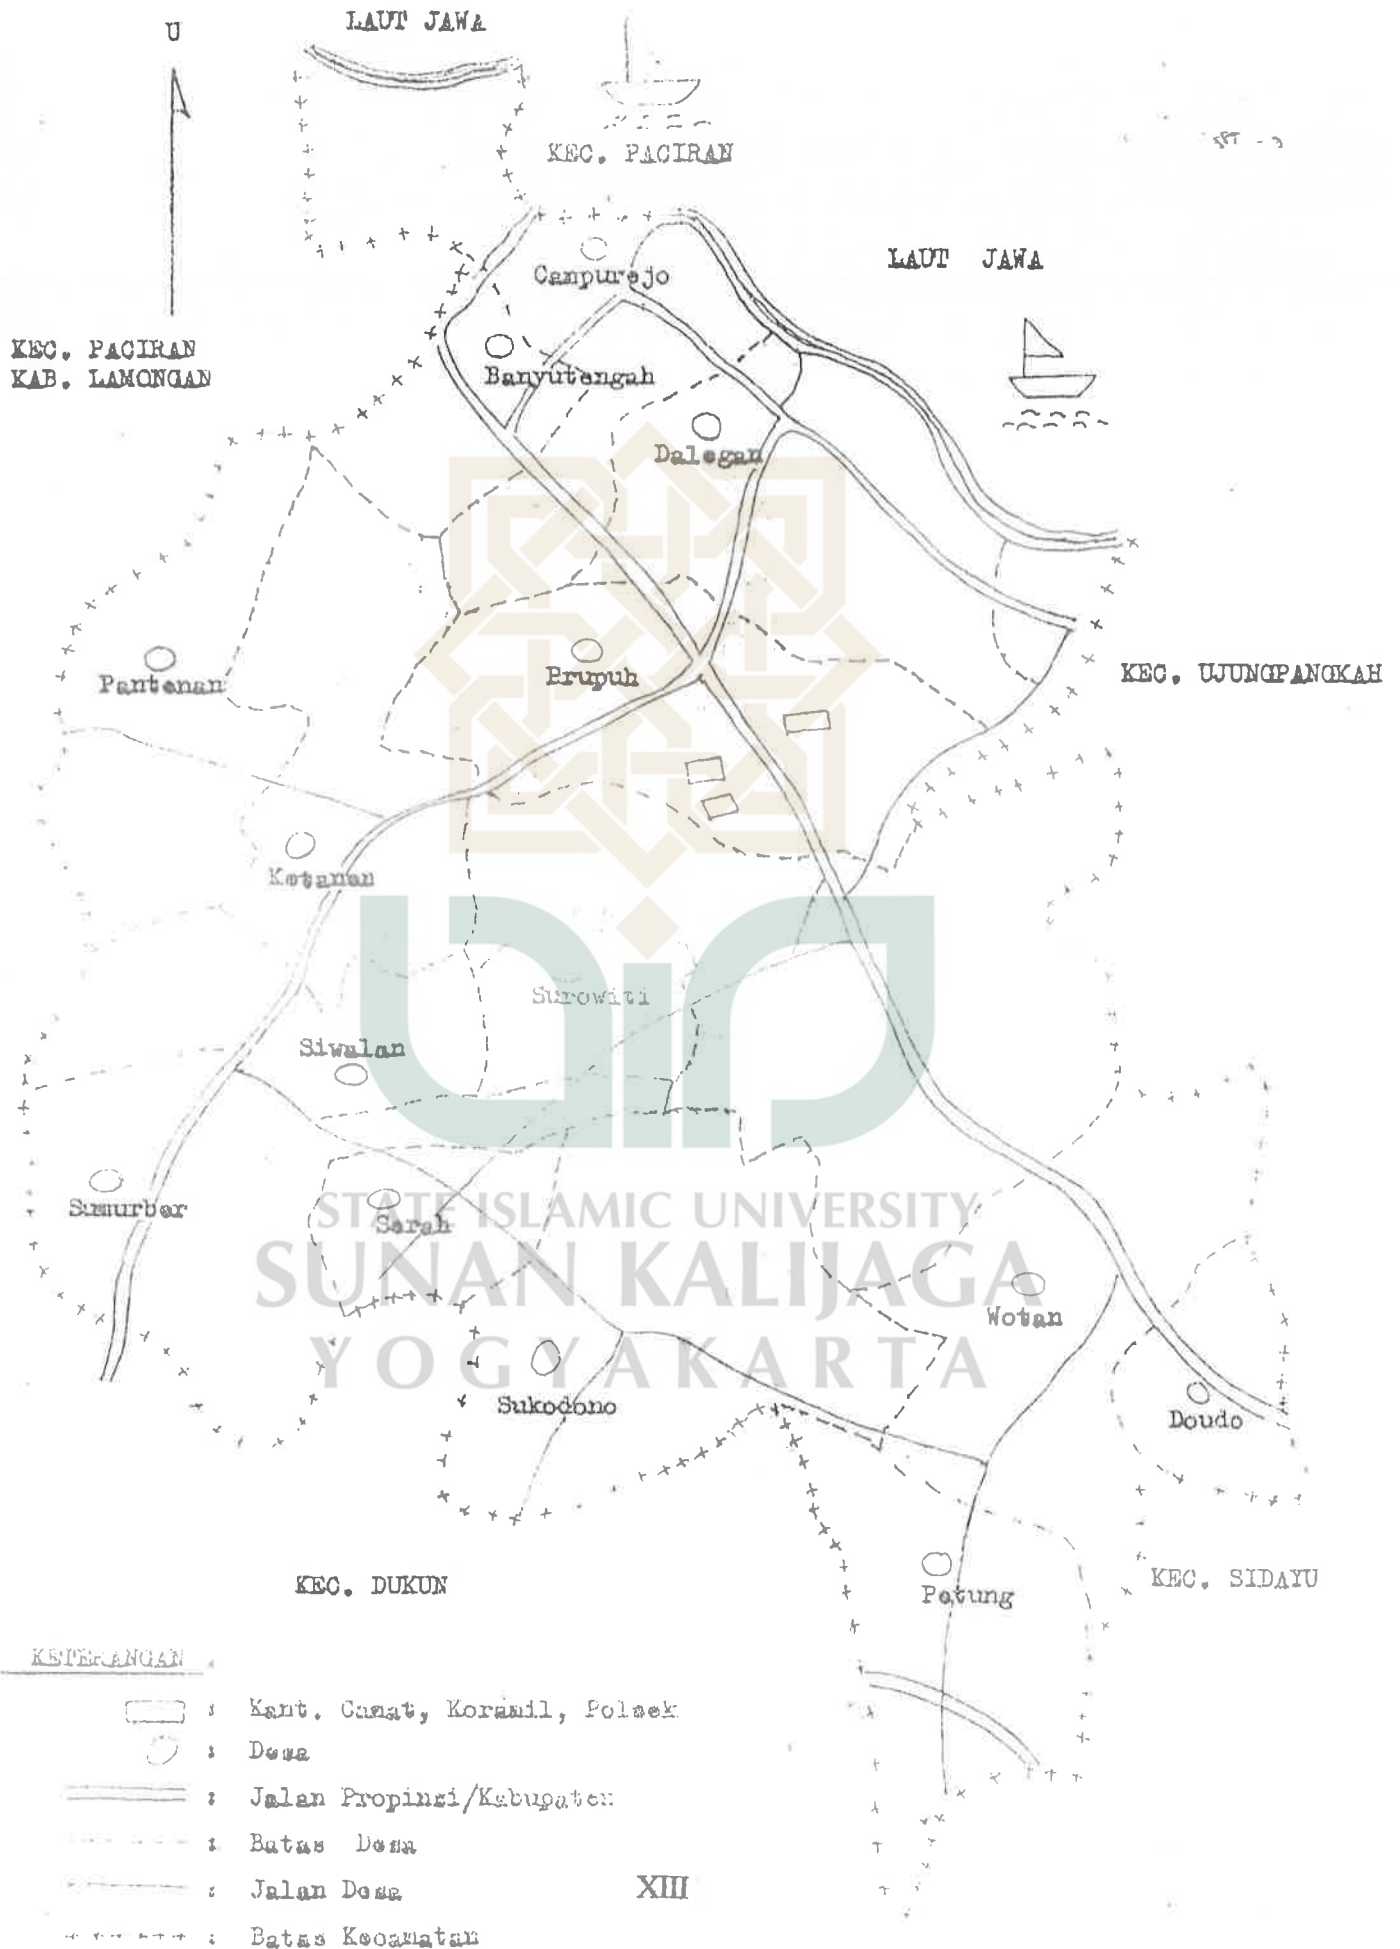 U
LAUT JAWA
KEC. PACIRAN
LAUT JAWA
Campurejo
KEC. PACIRAN
KAB. LAMONGAN
Banyutengah
Dalegan
Prupuh
Pantenan
KEC. UJUNGPANGKAH
Ketanen
Surowiti
Siwalan
Sumurber
Serah
STATE ISLAMIC UNIVERSITY
SUNAN KALIJAGA
YOGYAKARTA
Wotan
Sukodono
Doudo
KEC. DUKUN
KEC. SIDAYU
Petung
KETERANGAN
: Kant. Camat, Koramil, Polsek
: Desa
: Jalan Propinsi/Kabupaten
: Batas Desa
: Jalan Desa
XIII
: Batas Kecamatan